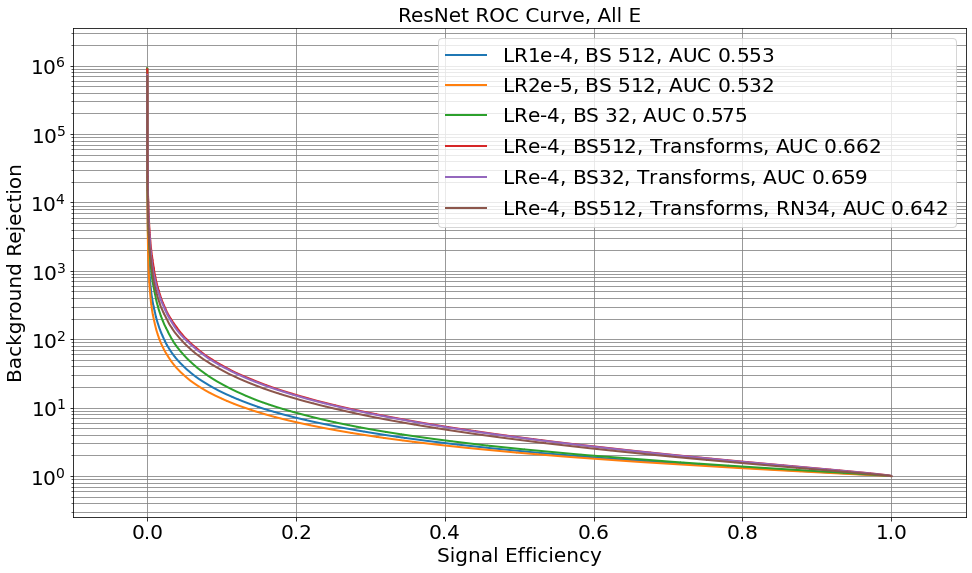 ResNet ROC Curve, All E
LR1e-4, BS 512, AUC 0.553
LR2e-5, BS 512, AUC 0.532
LRe-4, BS 32, AUC 0.575
LRe-4, BS512, Transforms, AUC 0.662
LRe-4, BS32, Transforms, AUC 0.659
LRe-4, BS512, Transforms, RN34, AUC 0.642
Background Rejection
10⁶
10⁵
10⁴
10³
10²
10¹
10⁰
0.0 0.2 0.4 0.6 0.8 1.0
Signal Efficiency